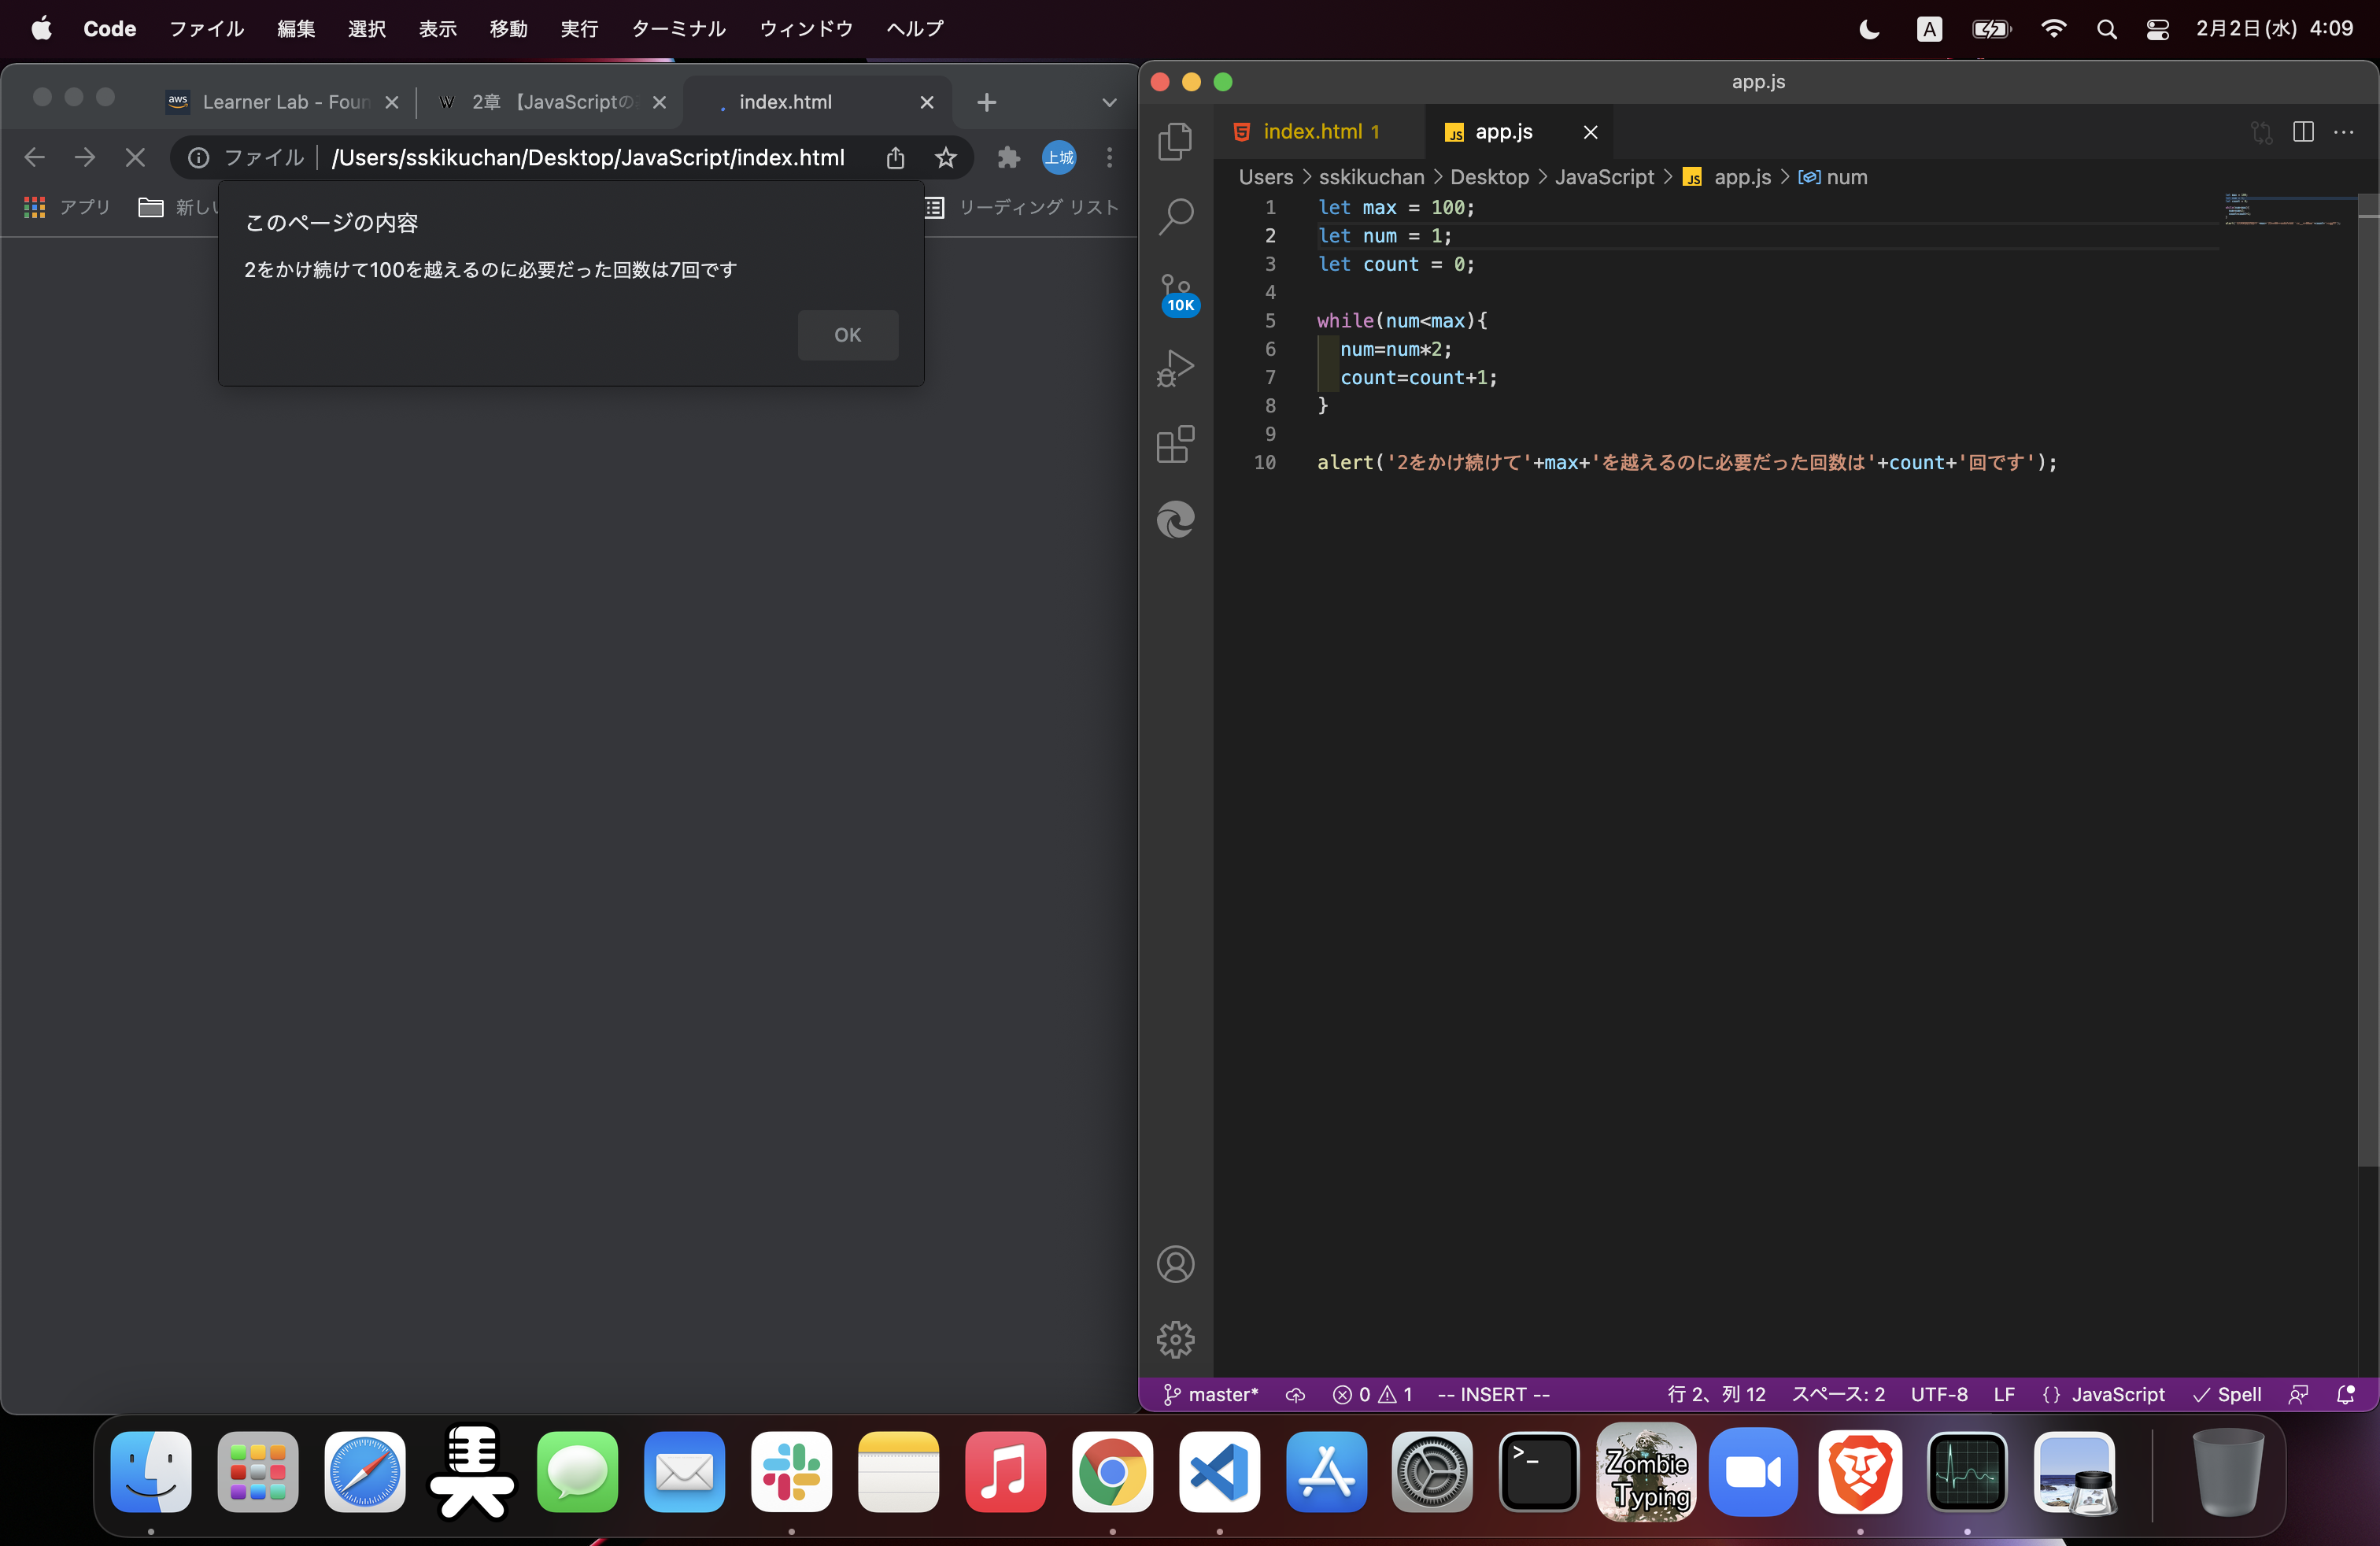 Code ファイル 編集 選択 表示 移動 実行 ターミナル ウィンドウ ヘルプ A 2月2日(水) 4:09
aws Learner Lab - Foun W 2章 【JavaScriptの index.html
ファイル /Users/sskikuchan/Desktop/JavaScript/index.html 上城
アプリ 新しい リーディング リスト
このページの内容
2をかけ続けて100を越えるのに必要だった回数は7回です
OK
app.js
5 index.html 1 JS app.js
Users > sskikuchan > Desktop > JavaScript > JS app.js > num
1 let max = 100;
2 let num = 1;
3 let count = 0;
4
5 while(num<max){
6 num=num*2;
7 count=count+1;
8 }
9
10 alert('2をかけ続けて'+max+'を越えるのに必要だった回数は'+count+'回です');
10K
master* 0 1 -- INSERT -- 行 2、列 12 スペース: 2 UTF-8 LF {} JavaScript Spell
>_
Zombie
Typing